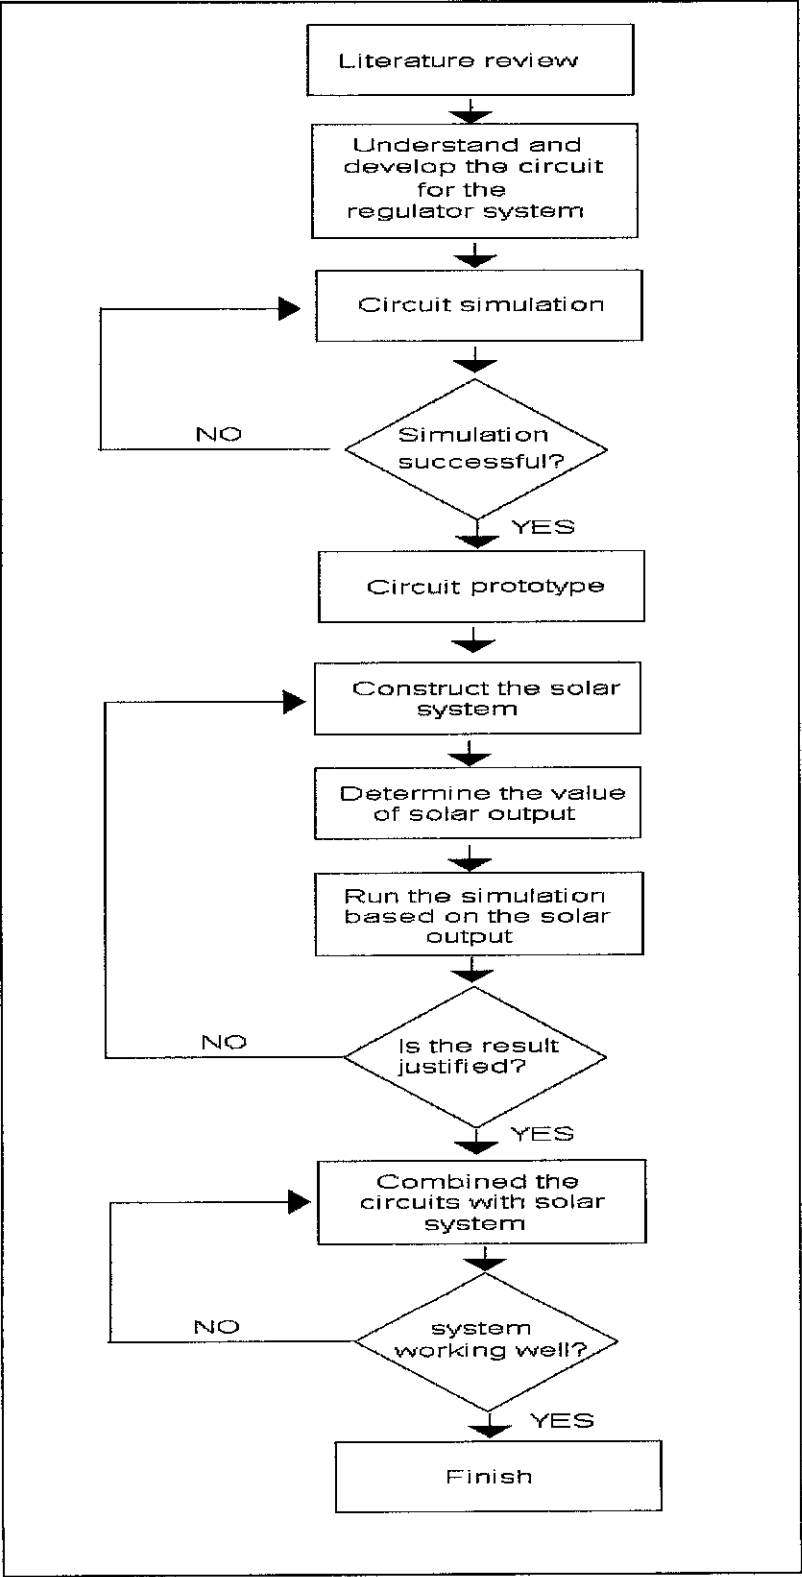 Literature review
Understand and
develop the circuit
for the
regulator system
Circuit simulation
NO
Simulation
successful?
YES
Circuit prototype
Construct the solar
system
Determine the value
of solar output
Run the simulation
based on the solar
output
NO
Is the result
justified?
YES
Combined the
circuits with solar
system
NO
system
working well?
YES
Finish